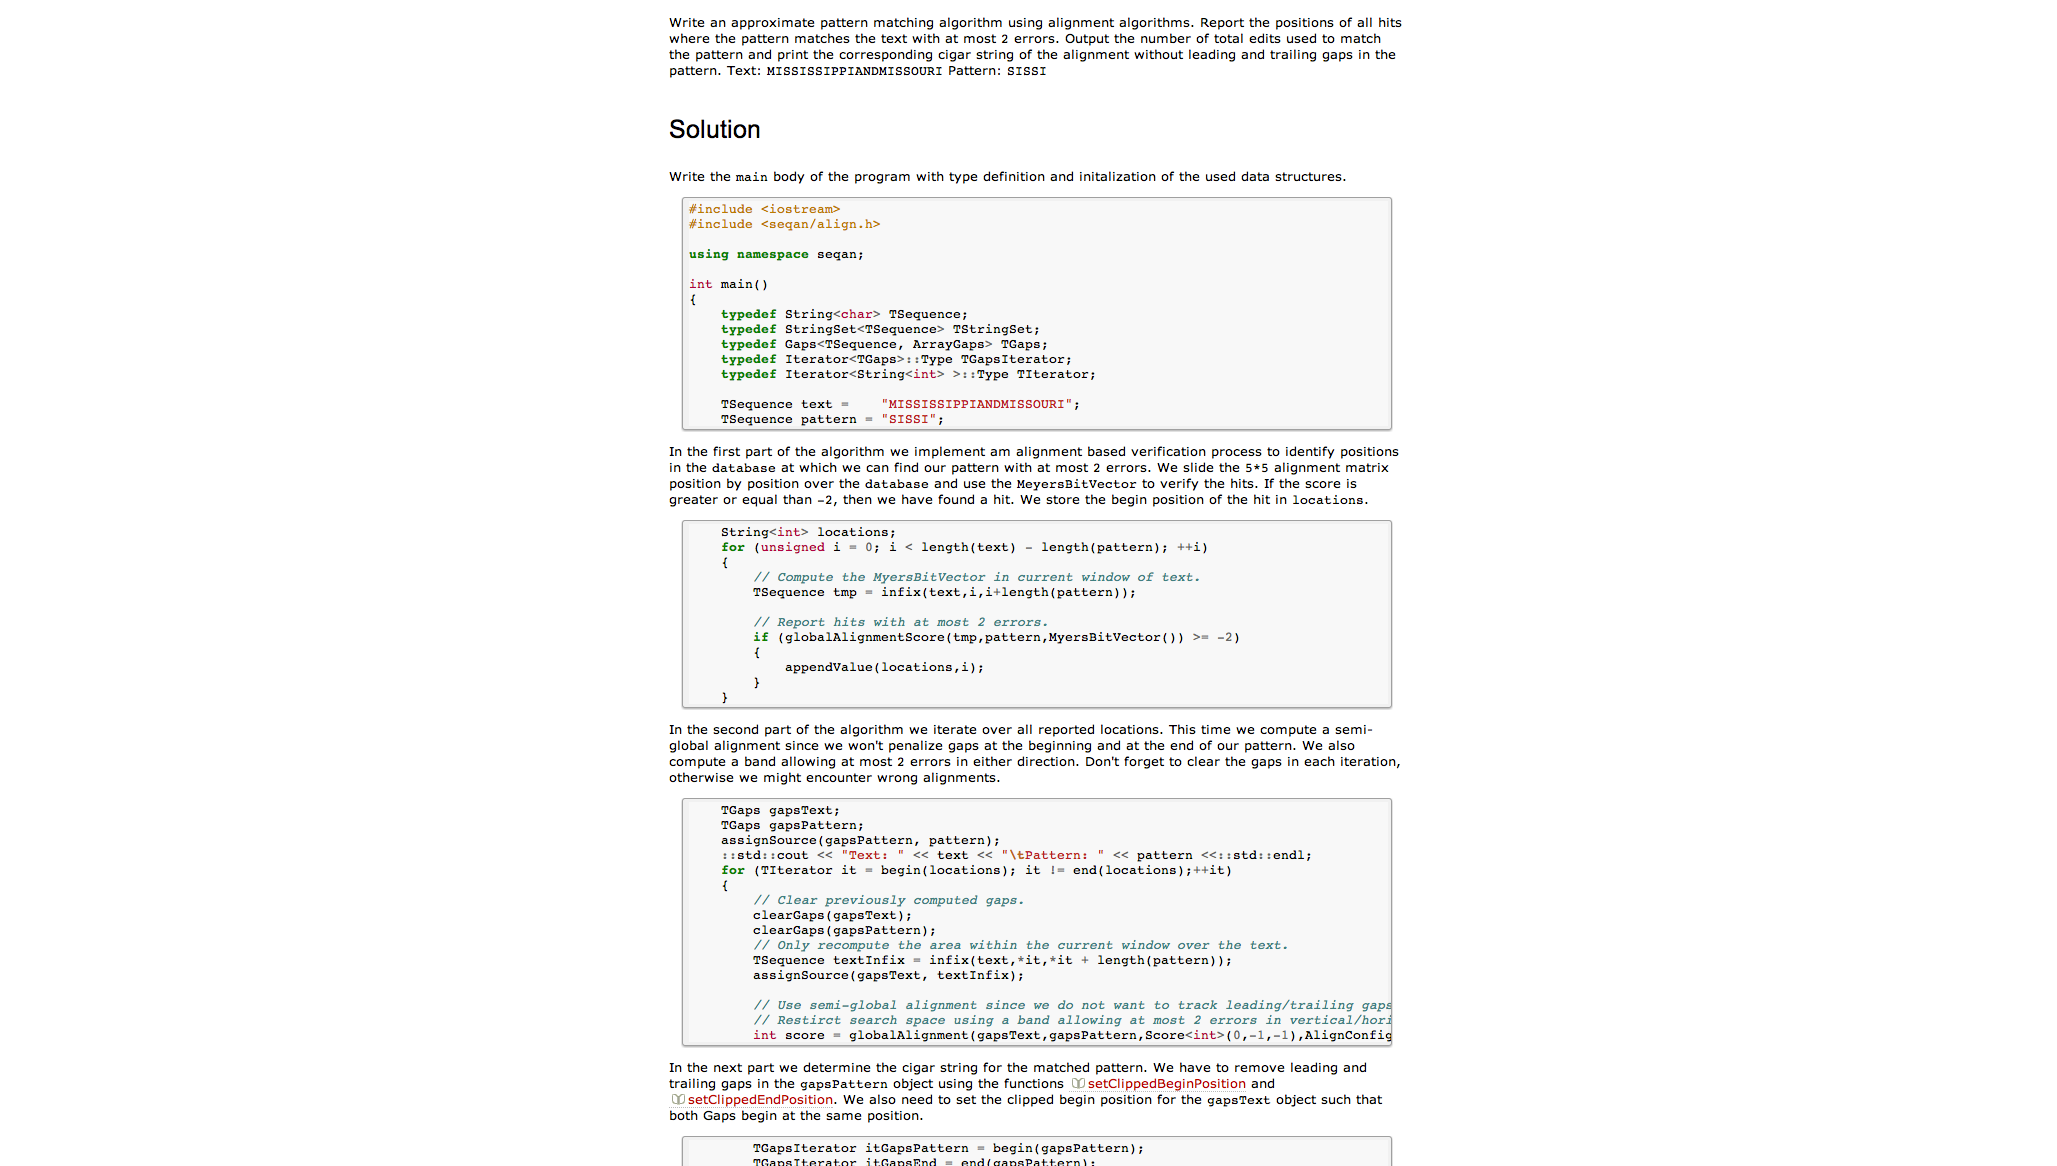 Write an approximate pattern matching algorithm using alignment algorithms. Report the positions of all hits
where the pattern matches the text with at most 2 errors. Output the number of total edits used to match
the pattern and print the corresponding cigar string of the alignment without leading and trailing gaps in the
pattern. Text: MISSISSIPPIANDMISSOURI Pattern: SISSI
Solution
Write the main body of the program with type definition and initalization of the used data structures.
#include <iostream>
#include <seqan/align.h>
using namespace seqan;
int main()
{
typedef String<char> TSequence;
typedef StringSet<TSequence> TStringSet;
typedef Gaps<TSequence, ArrayGaps> TGaps;
typedef Iterator<TGaps>::Type TGapsIterator;
typedef Iterator<String<int> >::Type TIterator;
TSequence text =    "MISSISSIPPIANDMISSOURI";
TSequence pattern = "SISSI";
In the first part of the algorithm we implement am alignment based verification process to identify positions
in the database at which we can find our pattern with at most 2 errors. We slide the 5*5 alignment matrix
position by position over the database and use the MeyersBitVector to verify the hits. If the score is
greater or equal than -2, then we have found a hit. We store the begin position of the hit in locations.
String<int> locations;
for (unsigned i = 0; i < length(text) - length(pattern); ++i)
{
// Compute the MyersBitVector in current window of text.
TSequence tmp = infix(text,i,i+length(pattern));
// Report hits with at most 2 errors.
if (globalAlignmentScore(tmp,pattern,MyersBitVector()) >= -2)
{
appendValue(locations,i);
}
}
In the second part of the algorithm we iterate over all reported locations. This time we compute a semi-
global alignment since we won't penalize gaps at the beginning and at the end of our pattern. We also
compute a band allowing at most 2 errors in either direction. Don't forget to clear the gaps in each iteration,
otherwise we might encounter wrong alignments.
TGaps gapsText;
TGaps gapsPattern;
assignSource(gapsPattern, pattern);
::std::cout << "Text: " << text << "\tPattern: " << pattern <<::std::endl;
for (TIterator it = begin(locations); it != end(locations);++it)
{
// Clear previously computed gaps.
clearGaps(gapsText);
clearGaps(gapsPattern);
// Only recompute the area within the current window over the text.
TSequence textInfix = infix(text,*it,*it + length(pattern));
assignSource(gapsText, textInfix);
// Use semi-global alignment since we do not want to track leading/trailing gaps
// Restirct search space using a band allowing at most 2 errors in vertical/hori
int score = globalAlignment(gapsText,gapsPattern,Score<int>(0,-1,-1),AlignConfig
In the next part we determine the cigar string for the matched pattern. We have to remove leading and
trailing gaps in the gapsPattern object using the functions setClippedBeginPosition and
setClippedEndPosition. We also need to set the clipped begin position for the gapsText object such that
both Gaps begin at the same position.
TGapsIterator itGapsPattern = begin(gapsPattern);
TGapsIterator itGapsEnd = end(gapsPattern);